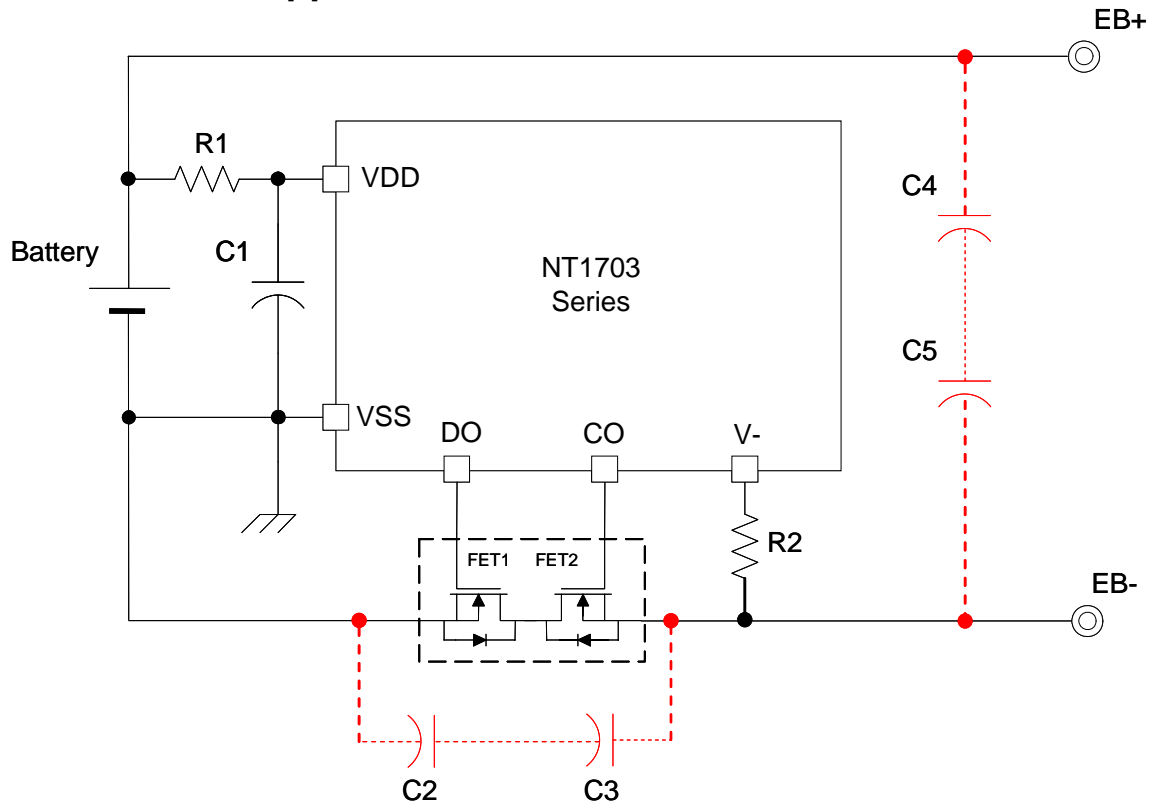 EB+
R1
VDD
C4
Battery
C1
NT1703
Series
C5
VSS
DO
CO
V-
FET1
FET2
R2
EB-
C2
C3